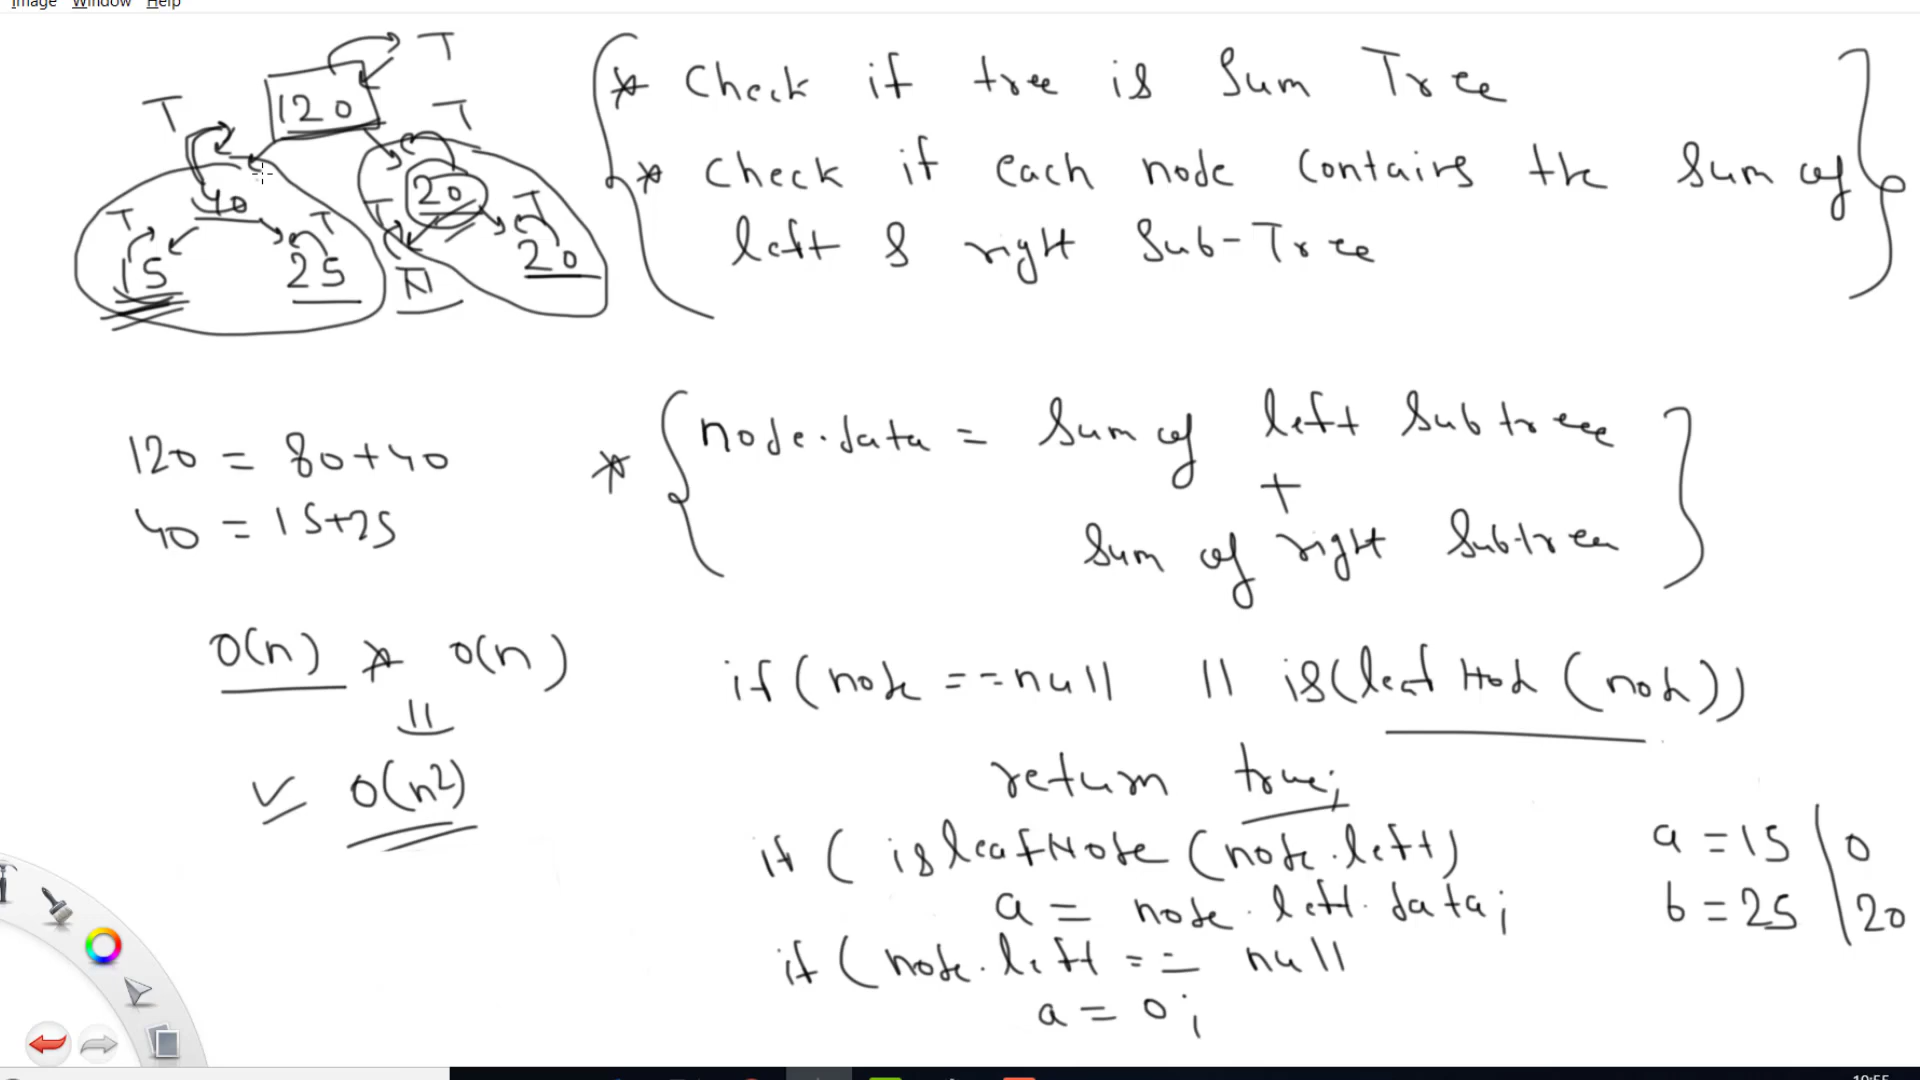 Image Window Help
T
120
T T
40 20
T T T T
15 25 N 20
* Check if tree is Sum Tree
* Check if each node contains the Sum of
left & right Sub-Tree
120 = 80+40
40 = 15+25
* node.data = Sum of left Subtree
+
Sum of right Subtree
O(n) * O(n)
||
O(n2)
if (node ==null || is(leaf Nod (node))
return true;
if ( isleafNode (node.left)
a = node.left.data;
if (node.left == null
a = 0;
a = 15 | 0
b = 25 | 20